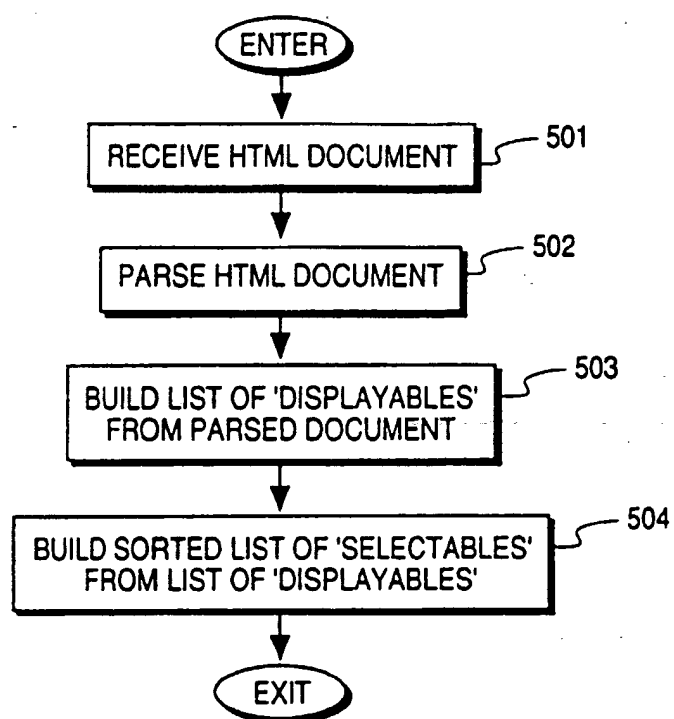 ENTER
RECEIVE HTML DOCUMENT
501
PARSE HTML DOCUMENT
502
BUILD LIST OF 'DISPLAYABLES'
FROM PARSED DOCUMENT
503
BUILD SORTED LIST OF 'SELECTABLES'
FROM LIST OF 'DISPLAYABLES'
504
EXIT